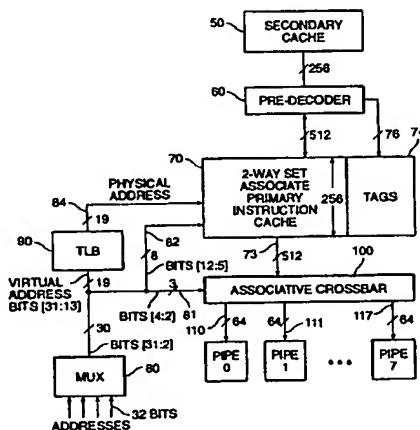 50
SECONDARY
CACHE
256
60
PRE-DECODER
512
76
70
PHYSICAL
ADDRESS
2-WAY SET
ASSOCIATE
PRIMARY
INSTRUCTION
CACHE
256
TAGS
84
19
90
TLB
82
8
BITS [12:5]
73
512
100
VIRTUAL
ADDRESS
BITS [31:13]
19
BITS [4:2]
3
81
ASSOCIATIVE CROSSBAR
30
BITS [31:2]
110
64
64
111
117
64
MUX
80
PIPE
0
PIPE
1
• • •
PIPE
7
32 BITS
ADDRESSES